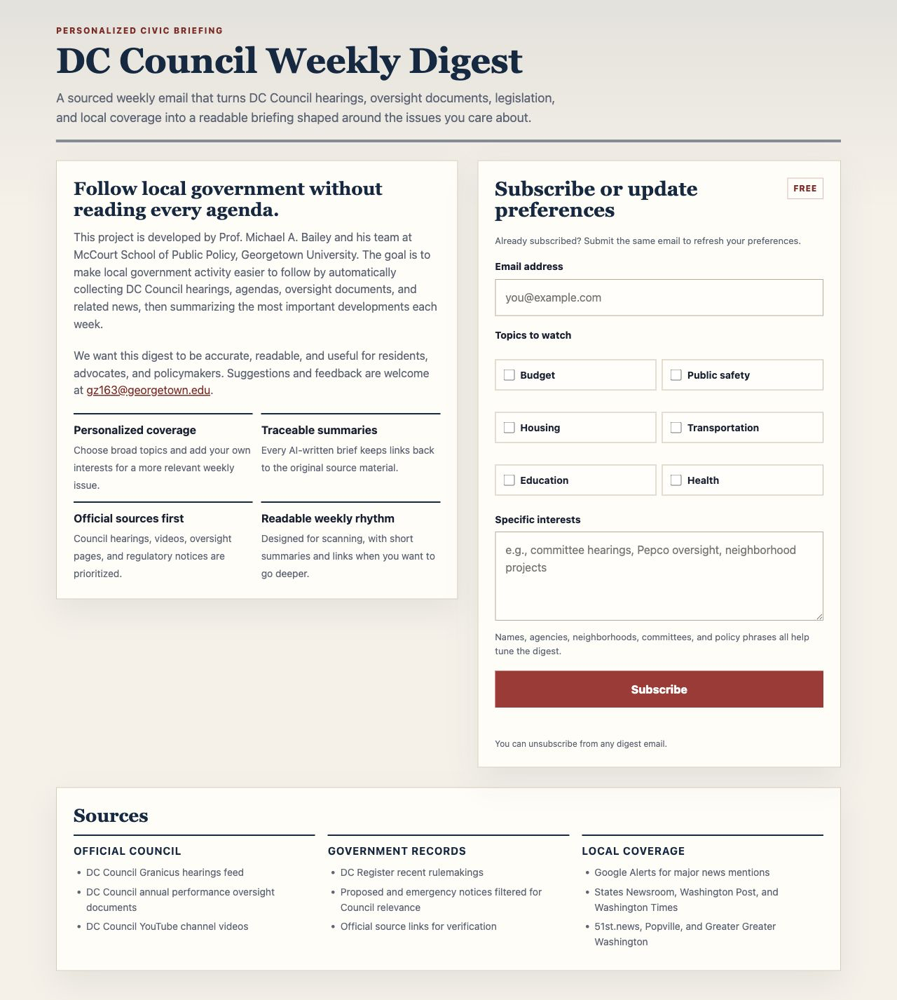 PERSONALIZED CIVIC BRIEFING
DC Council Weekly Digest
A sourced weekly email that turns DC Council hearings, oversight documents, legislation,
and local coverage into a readable briefing shaped around the issues you care about.
Follow local government without
reading every agenda.
This project is developed by Prof. Michael A. Bailey and his team at
McCourt School of Public Policy, Georgetown University. The goal is to
make local government activity easier to follow by automatically
collecting DC Council hearings, agendas, oversight documents, and
related news, then summarizing the most important developments each
week.
We want this digest to be accurate, readable, and useful for residents,
advocates, and policymakers. Suggestions and feedback are welcome
at gz163@georgetown.edu.
Personalized coverage
Choose broad topics and add your own
interests for a more relevant weekly
issue.
Traceable summaries
Every AI-written brief keeps links back
to the original source material.
Official sources first
Council hearings, videos, oversight
pages, and regulatory notices are
prioritized.
Readable weekly rhythm
Designed for scanning, with short
summaries and links when you want to
go deeper.
Subscribe or update
preferences
FREE
Already subscribed? Submit the same email to refresh your preferences.
Email address
you@example.com
Topics to watch
Budget
Public safety
Housing
Transportation
Education
Health
Specific interests
e.g., committee hearings, Pepco oversight, neighborhood
projects
Names, agencies, neighborhoods, committees, and policy phrases all help
tune the digest.
Subscribe
You can unsubscribe from any digest email.
Sources
OFFICIAL COUNCIL
• DC Council Granicus hearings feed
• DC Council annual performance oversight
documents
• DC Council YouTube channel videos
GOVERNMENT RECORDS
• DC Register recent rulemakings
• Proposed and emergency notices filtered for
Council relevance
• Official source links for verification
LOCAL COVERAGE
• Google Alerts for major news mentions
• States Newsroom, Washington Post, and
Washington Times
• 51st.news, Popville, and Greater Greater
Washington